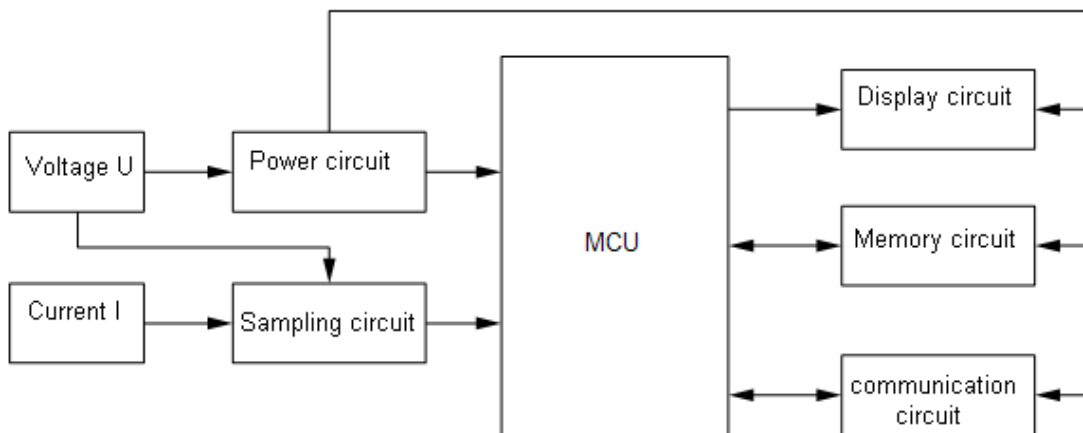 Display circuit
Voltage U
Power circuit
MCU
Memory circuit
Current I
Sampling circuit
communication
circuit